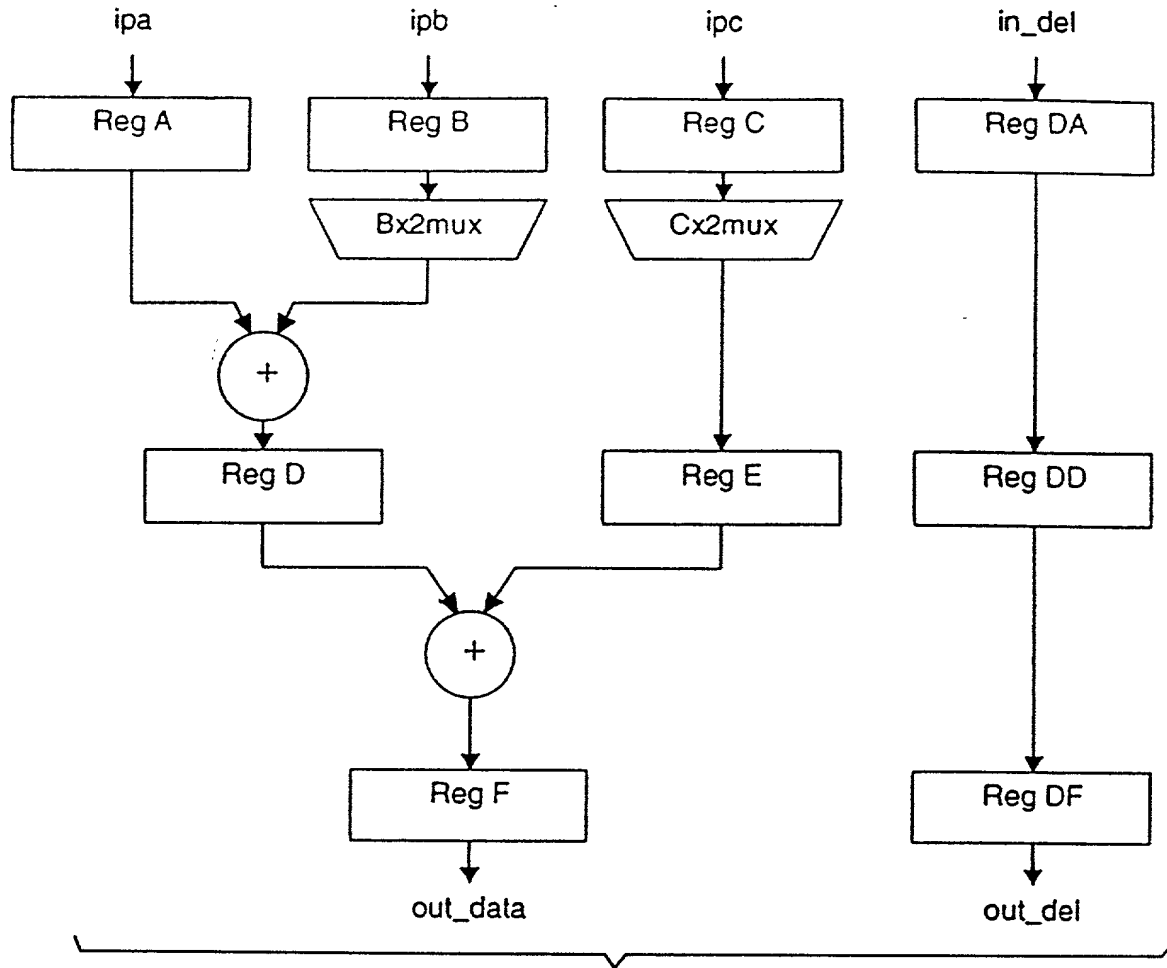 ipa ipb ipc in_del
Reg A Reg B Reg C Reg DA
Bx2mux Cx2mux
+
Reg D Reg E Reg DD
+
Reg F Reg DF
out_data out_del